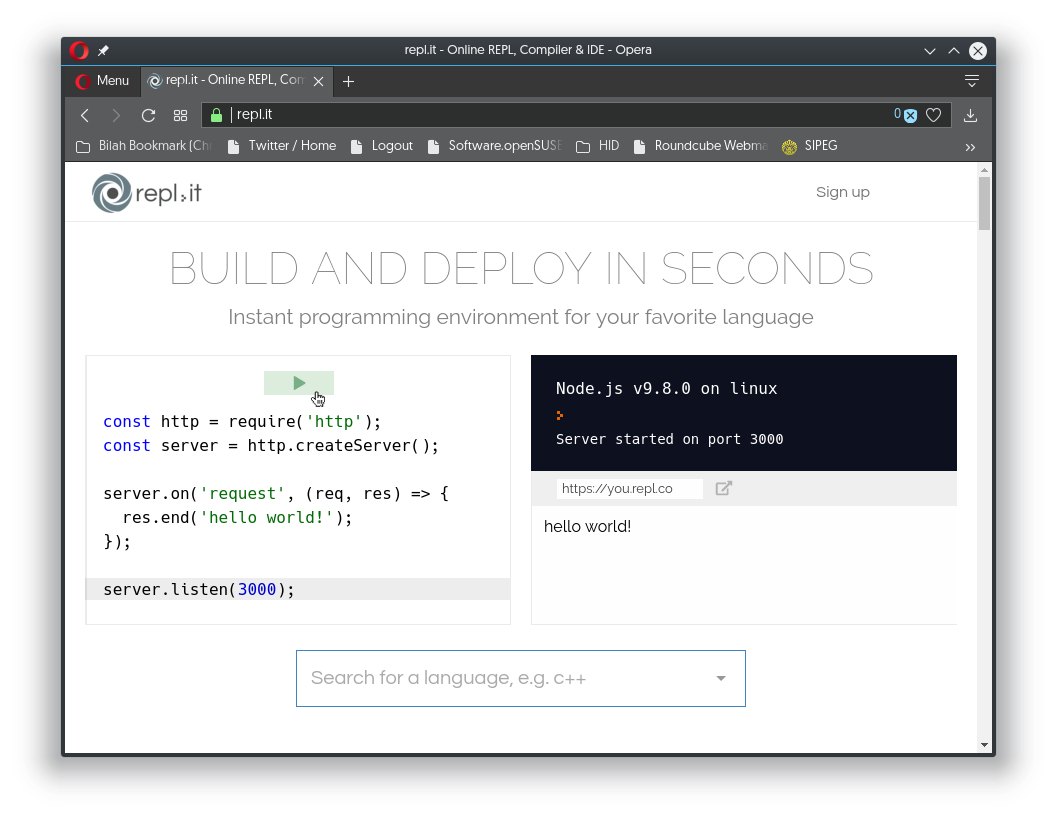 repl.it - Online REPL, Compiler & IDE - Opera
Menu
repl.it - Online REPL, Com
repl.it
0
Bilah Bookmark (Ch
Twitter / Home
Logout
Software.openSUSE
HID
Roundcube Webma
SIPEG
repl.it
Sign up
BUILD AND DEPLOY IN SECONDS
Instant programming environment for your favorite language
const http = require('http');
const server = http.createServer();
server.on('request', (req, res) => {
res.end('hello world!');
});
server.listen(3000);
Node.js v9.8.0 on linux
Server started on port 3000
https://you.repl.co
hello world!
Search for a language, e.g. c++